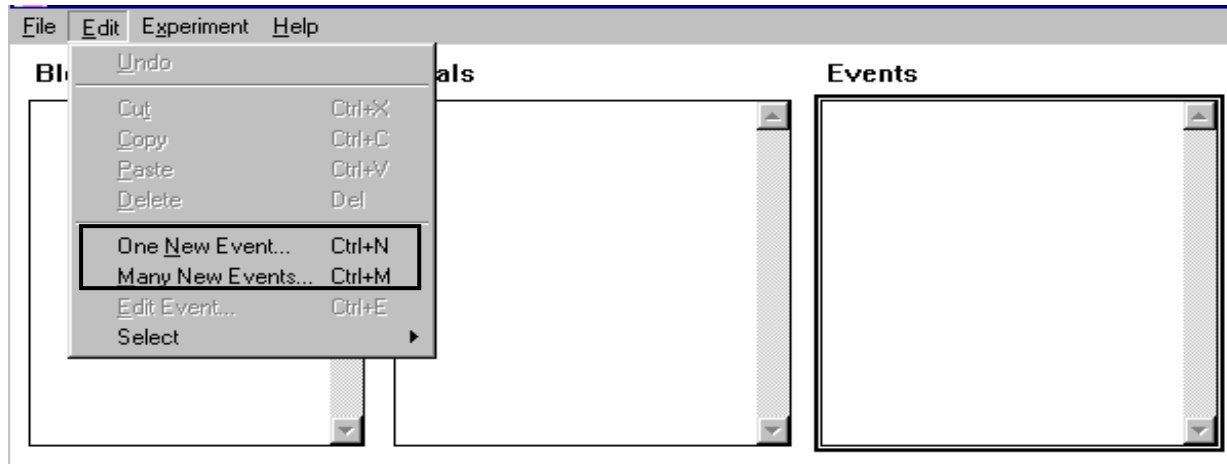 File Edit Experiment Help
Undo
Bl als Events
Cut Ctrl+X
Copy Ctrl+C
Paste Ctrl+V
Delete Del
One New Event... Ctrl+N
Many New Events... Ctrl+M
Edit Event... Ctrl+E
Select